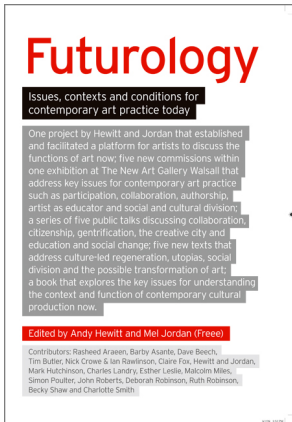 Futurology
Issues, contexts and conditions for
contemporary art practice today
One project by Hewitt and Jordan that established
and facilitated a platform for artists to discuss the
functions of art now; five new commissions within
one exhibition at The New Art Gallery Walsall that
address key issues for contemporary art practice
such as participation, collaboration, authorship,
artist as educator and social and cultural division;
a series of five public talks discussing collaboration,
citizenship, gentrification, the creative city and
education and social change; five new texts that
address culture-led regeneration, utopias, social
division and the possible transformation of art;
a book that explores the key issues for understanding
the context and function of contemporary cultural
production now.
Edited by Andy Hewitt and Mel Jordan (Freee)
Contributors: Rasheed Araeen, Barby Asante, Dave Beech,
Tim Butler, Nick Crowe & Ian Rawlinson, Claire Fox, Hewitt and Jordan,
Mark Hutchinson, Charles Landry, Esther Leslie, Malcolm Miles,
Simon Poulter, John Roberts, Deborah Robinson, Ruth Robinson,
Becky Shaw and Charlotte Smith